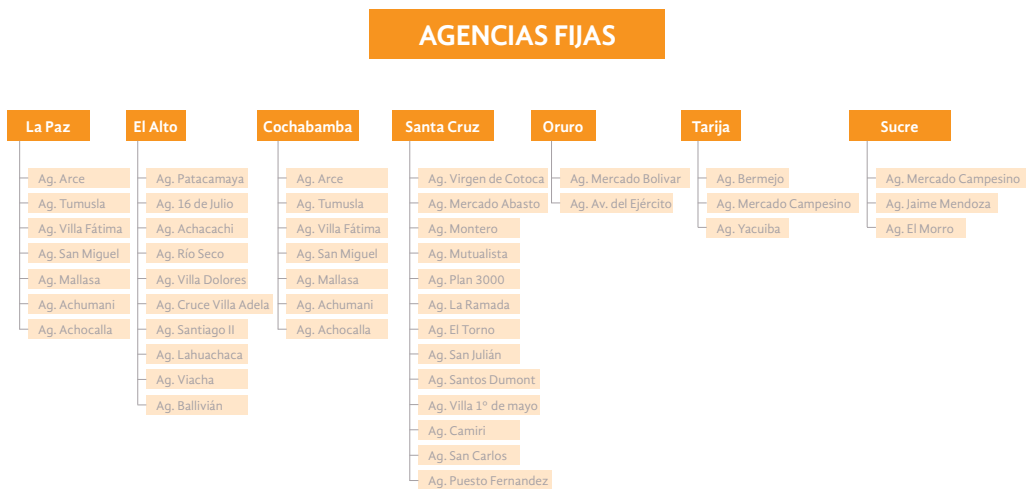 AGENCIAS FIJAS
La Paz
Ag. Arce
Ag. Tumusla
Ag. Villa Fátima
Ag. San Miguel
Ag. Mallasa
Ag. Achumani
Ag. Achocalla
El Alto
Ag. Patacamaya
Ag. 16 de Julio
Ag. Achacachi
Ag. Río Seco
Ag. Villa Dolores
Ag. Cruce Villa Adela
Ag. Santiago II
Ag. Lahuachaca
Ag. Viacha
Ag. Ballivián
Cochabamba
Ag. Arce
Ag. Tumusla
Ag. Villa Fátima
Ag. San Miguel
Ag. Mallasa
Ag. Achumani
Ag. Achocalla
Santa Cruz
Ag. Virgen de Cotoca
Ag. Mercado Abasto
Ag. Montero
Ag. Mutualista
Ag. Plan 3000
Ag. La Ramada
Ag. El Torno
Ag. San Julián
Ag. Santos Dumont
Ag. Villa 1º de mayo
Ag. Camiri
Ag. San Carlos
Ag. Puesto Fernandez
Oruro
Ag. Mercado Bolivar
Ag. Av. del Ejército
Tarija
Ag. Bermejo
Ag. Mercado Campesino
Ag. Yacuiba
Sucre
Ag. Mercado Campesino
Ag. Jaime Mendoza
Ag. El Morro